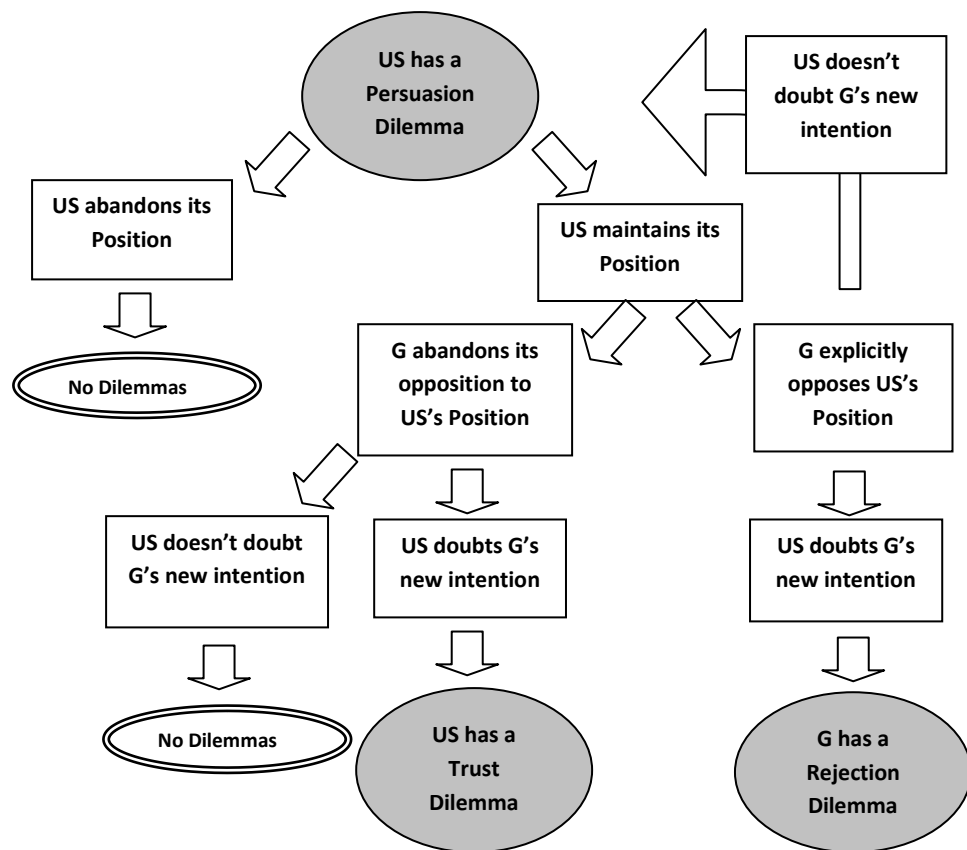 US has a
Persuasion
Dilemma
US doesn’t
doubt G’s new
intention
US abandons its
Position
US maintains its
Position
No Dilemmas
G abandons its
opposition to
US’s Position
G explicitly
opposes US’s
Position
US doesn’t doubt
G’s new intention
US doubts G’s
new intention
US doubts G’s
new intention
No Dilemmas
US has a
Trust
Dilemma
G has a
Rejection
Dilemma